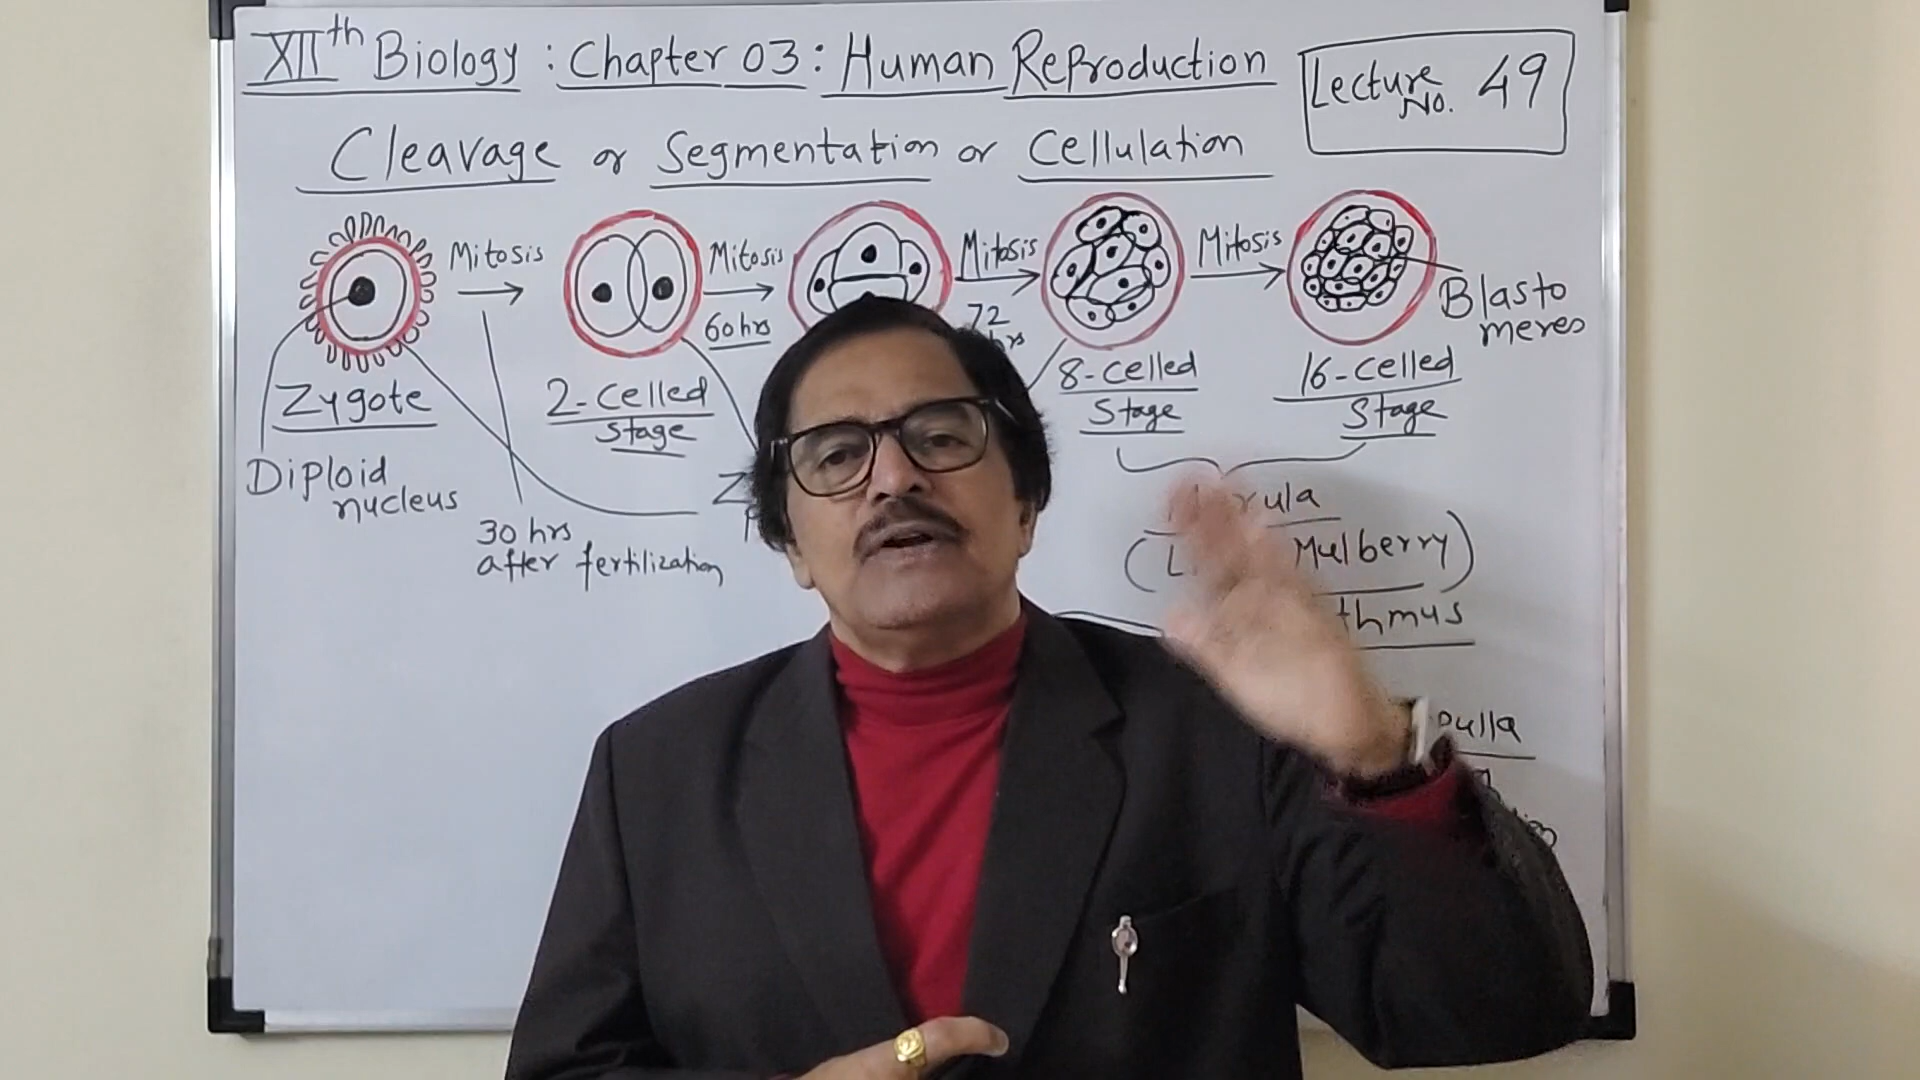 XIIth Biology : Chapter 03 : Human Reproduction
Lecture No. 49
Cleavage or Segmentation or Cellulation
Mitosis
Mitosis
60 hrs
Mitosis
72 hrs
Mitosis
Blasto
meres
Zygote
2-Celled
Stage
8-Celled
Stage
16-Celled
Stage
Diploid
nucleus
30 hrs
after fertilization
Mulberry)